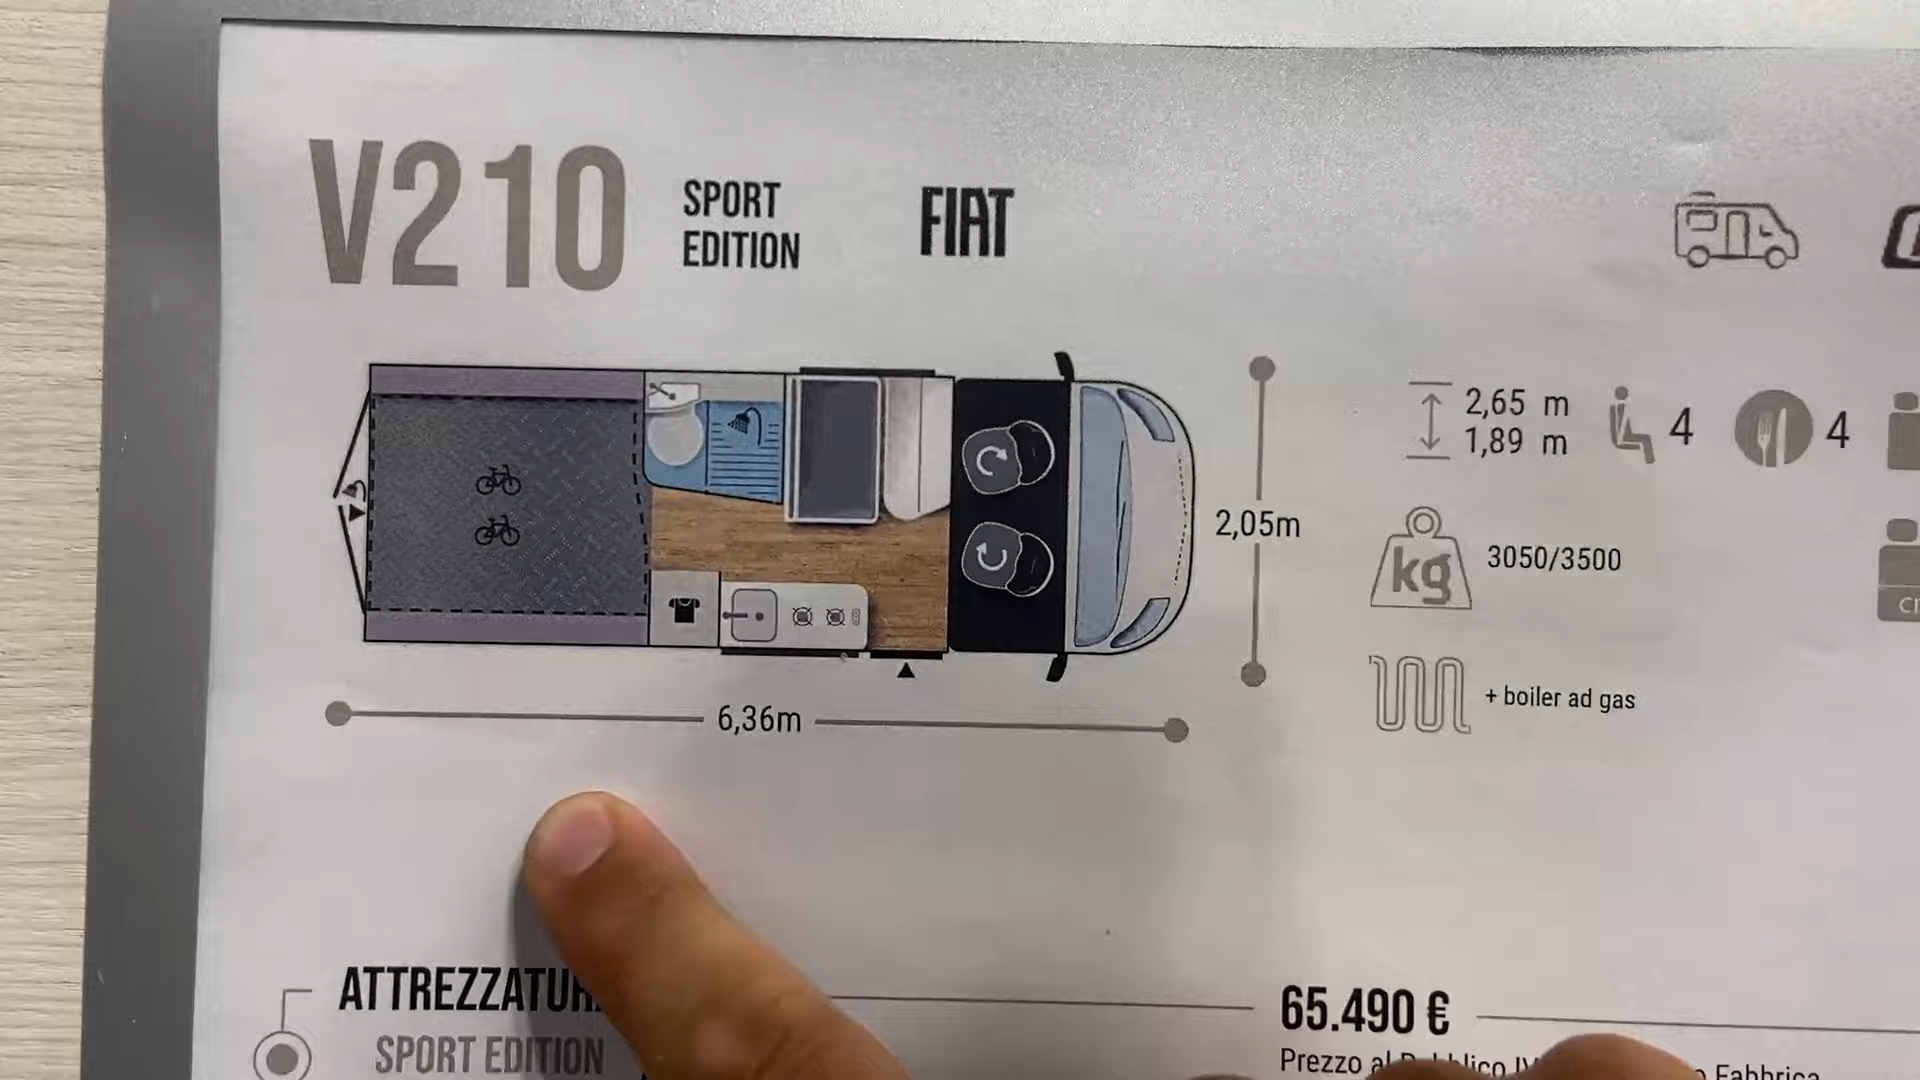 V210
SPORT
EDITION
FIAT
2,65 m
1,89 m
4
4
2,05m
kg
3050/3500
6,36m
+ boiler ad gas
65.490 €
SPORT EDITION
Prezzo al
Fabbrica